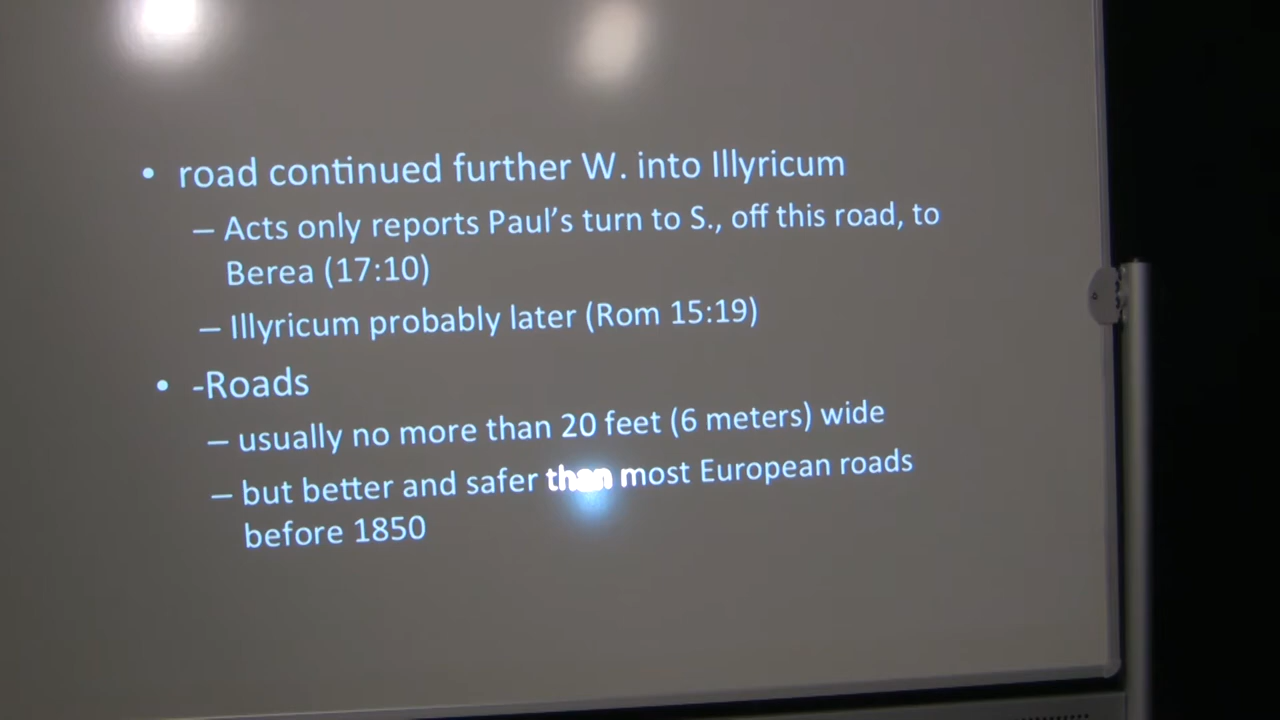 • road continued further W. into Illyricum
– Acts only reports Paul's turn to S., off this road, to
Berea (17:10)
– Illyricum probably later (Rom 15:19)
• -Roads
– usually no more than 20 feet (6 meters) wide
– but better and safer than most European roads
before 1850